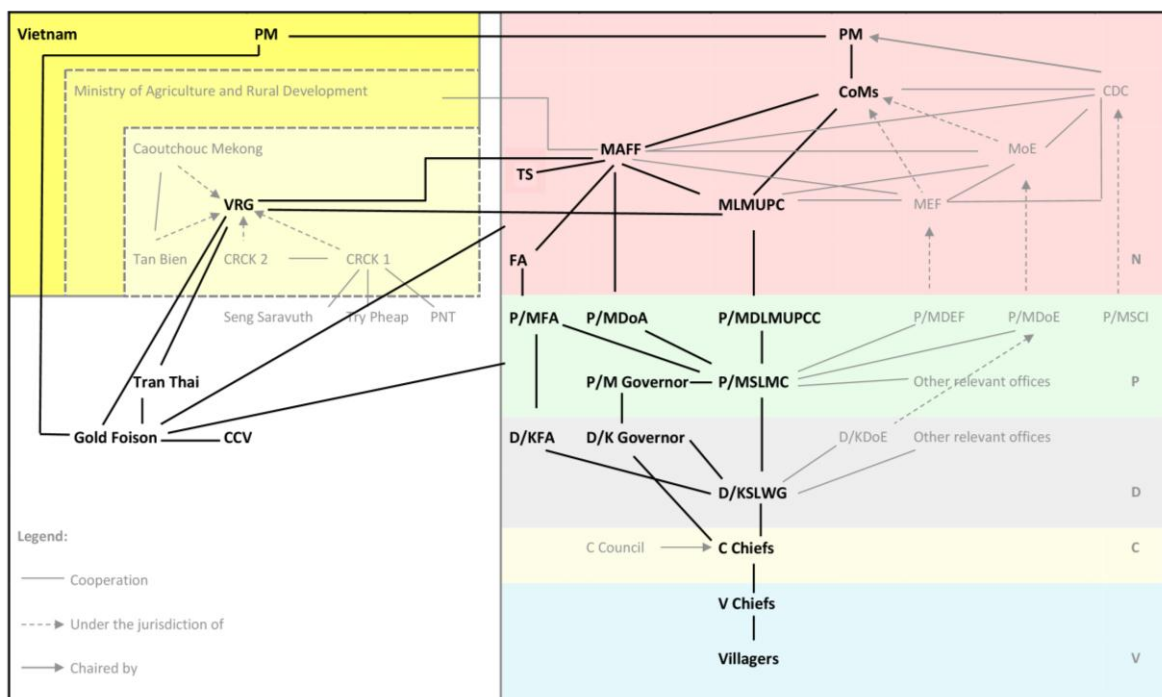 Vietnam
PM
PM
Ministry of Agriculture and Rural Development
CoMs
CDC
Caoutchouc Mekong
MAFF
MoE
TS
VRG
MLMUPC
MEF
Tan Bien
CRCK 2
CRCK 1
FA
N
Seng Saravuth
Try Pheap
PNT
P/MFA
P/MDoA
P/MDLMUPCC
P/MDEF
P/MDoE
P/MSCI
Tran Thai
P/M Governor
P/MSLMC
Other relevant offices
P
Gold Foison
CCV
D/KFA
D/K Governor
D/KDoE
Other relevant offices
D/KSLWG
D
Legend:
C Council
C Chiefs
C
Cooperation
V Chiefs
Under the jurisdiction of
Villagers
V
Chaired by